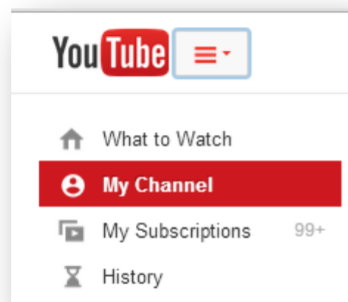 YouTube
What to Watch
My Channel
My Subscriptions 99+
History